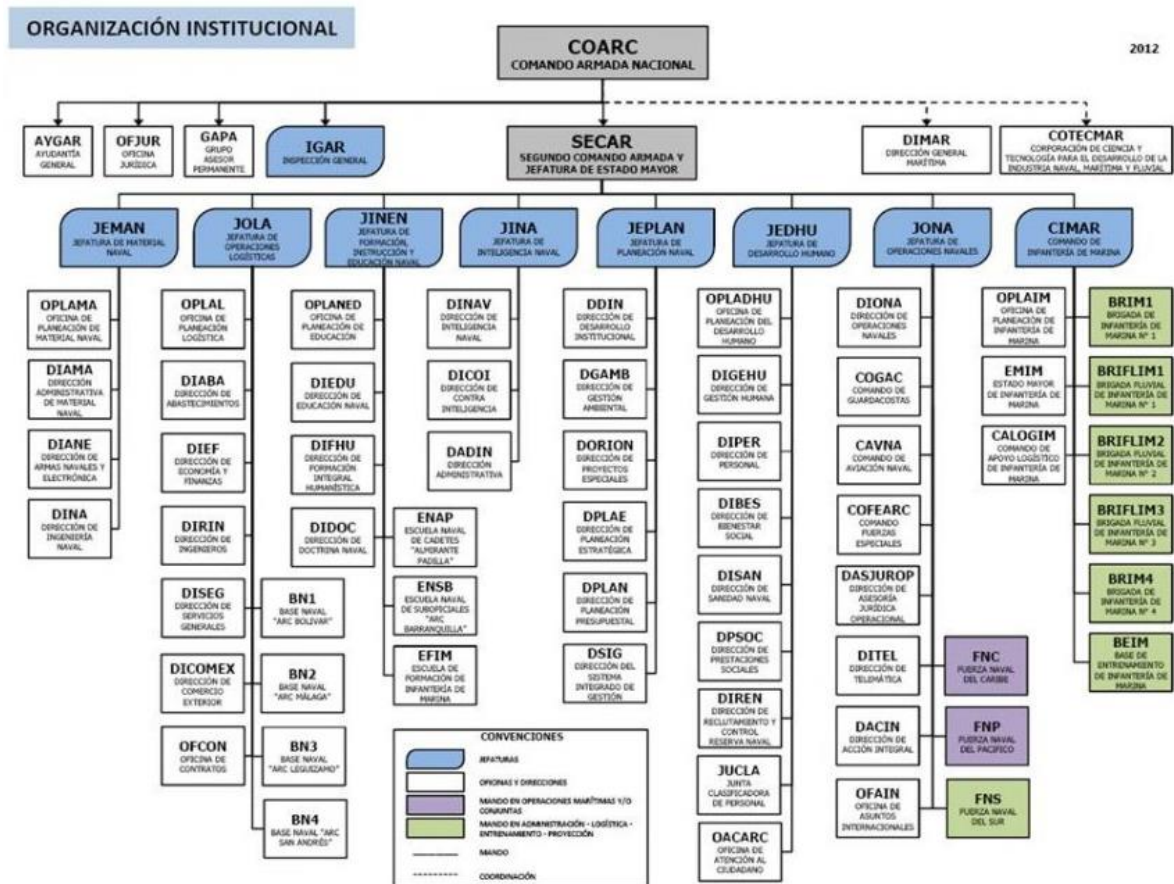 ORGANIZACIÓN INSTITUCIONAL
2012
COARC
COMANDO ARMADA NACIONAL
AYGAR
AYUDANTÍA
GENERAL
OFJUR
OFICINA
JURÍDICA
GAPA
GRUPO
ASESOR
PERMANENTE
IGAR
INSPECCIÓN GENERAL
SECAR
SEGUNDO COMANDO ARMADA Y
JEFATURA DE ESTADO MAYOR
DIMAR
DIRECCIÓN GENERAL
MARÍTIMA
COTECMAR
CORPORACIÓN DE CIENCIA Y
TECNOLOGÍA PARA EL DESARROLLO DE LA
INDUSTRIA NAVAL, MARÍTIMA Y FLUVIAL
JEMAN
JEFATURA DE MATERIAL
NAVAL
JOLA
JEFATURA DE
OPERACIONES
LOGÍSTICAS
JINEN
JEFATURA DE
FORMACIÓN,
INSTRUCCIÓN Y
EDUCACIÓN NAVAL
JINA
JEFATURA DE
INTELIGENCIA NAVAL
JEPLAN
JEFATURA DE
PLANEACIÓN NAVAL
JEDHU
JEFATURA DE
DESARROLLO HUMANO
JONA
JEFATURA DE
OPERACIONES NAVALES
CIMAR
COMANDO DE
INFANTERÍA DE MARINA
OPLAMA
OFICINA DE
PLANEACIÓN DE
MATERIAL NAVAL
DIAMA
DIRECCIÓN
ADMINISTRATIVA
DE MATERIAL
NAVAL
DIANE
DIRECCIÓN DE
ARMAS NAVALES Y
ELECTRÓNICA
DINA
DIRECCIÓN DE
INGENIERÍA
NAVAL
OPLAL
OFICINA DE
PLANEACIÓN
LOGÍSTICA
DIABA
DIRECCIÓN DE
ABASTECIMIENTOS
DIEF
DIRECCIÓN DE
ECONOMÍA Y
FINANZAS
DIRIN
DIRECCIÓN DE
INGENIEROS
DISEG
DIRECCIÓN DE
SERVICIOS
GENERALES
DICOMEX
DIRECCIÓN DE
COMERCIO
EXTERIOR
OFCON
OFICINA DE
CONTRATOS
BN1
BASE NAVAL
"ARC BOLIVAR"
BN2
BASE NAVAL
"ARC MÁLAGA"
BN3
BASE NAVAL
"ARC LEGUIZAMO"
BN4
BASE NAVAL "ARC
SAN ANDRÉS"
OPLANED
OFICINA DE
PLANEACIÓN DE
EDUCACIÓN
DIEDU
DIRECCIÓN DE
EDUCACIÓN NAVAL
DIFHU
DIRECCIÓN DE
FORMACIÓN
INTEGRAL
HUMANÍSTICA
DIDOC
DIRECCIÓN DE
DOCTRINA NAVAL
ENAP
ESCUELA NAVAL
DE CADETES
"ALMIRANTE
PADILLA"
ENSB
ESCUELA NAVAL
DE SUBOFICIALES
"ARC
BARRANQUILLA"
EFIM
ESCUELA DE
FORMACIÓN DE
INFANTERÍA DE
MARINA
DINAV
DIRECCIÓN DE
INTELIGENCIA
NAVAL
DICOI
DIRECCIÓN DE
CONTRA
INTELIGENCIA
DADIN
DIRECCIÓN
ADMINISTRATIVA
DDIN
DIRECCIÓN DE
DESARROLLO
INSTITUCIONAL
DGAMB
DIRECCIÓN DE
GESTIÓN
AMBIENTAL
DORION
DIRECCIÓN DE
PROYECTOS
ESPECIALES
DPLAE
DIRECCIÓN DE
PLANEACIÓN
ESTRATÉGICA
DPLAN
DIRECCIÓN DE
PLANEACIÓN
PRESUPUESTAL
DSIG
DIRECCIÓN DEL
SISTEMA
INTEGRADO DE
GESTIÓN
OPLADHU
OFICINA DE
PLANEACIÓN DEL
DESARROLLO
HUMANO
DIGEHU
DIRECCIÓN DE
GESTIÓN HUMANA
DIPER
DIRECCIÓN DE
PERSONAL
DIBES
DIRECCIÓN DE
BIENESTAR
SOCIAL
DISAN
DIRECCIÓN DE
SANIDAD NAVAL
DPSOC
DIRECCIÓN DE
PRESTACIONES
SOCIALES
DIREN
DIRECCIÓN DE
RECLUTAMIENTO Y
CONTROL
RESERVA NAVAL
JUCLA
JUNTA
CLASIFICADORA
DE PERSONAL
OACARC
OFICINA DE
ATENCIÓN AL
CIUDADANO
DIONA
DIRECCIÓN DE
OPERACIONES
NAVALES
COGAC
COMANDO DE
GUARDACOSTAS
CAVNA
COMANDO DE
AVIACIÓN NAVAL
COFEARC
COMANDO
FUERZAS
ESPECIALES
DASJUROP
DIRECCIÓN DE
ASESORÍA
JURÍDICA
OPERACIONAL
DITEL
DIRECCIÓN DE
TELEMÁTICA
DACIN
DIRECCIÓN DE
ACCIÓN INTEGRAL
OFAIN
OFICINA DE
ASUNTOS
INTERNACIONALES
FNC
FUERZA NAVAL
DEL CARIBE
FNP
FUERZA NAVAL
DEL PACIFICO
FNS
FUERZA NAVAL
DEL SUR
OPLAIM
OFICINA DE
PLANEACIÓN DE
INFANTERÍA DE
MARINA
EMIM
ESTADO MAYOR
DE INFANTERÍA DE
MARINA
CALOGIM
COMANDO DE
APOYO LOGÍSTICO
DE INFANTERÍA DE
MARINA
BRIM1
BRIGADA DE
INFANTERÍA DE
MARINA N° 1
BRIFLIM1
BRIGADA FLUVIAL
DE INFANTERÍA DE
MARINA N° 1
BRIFLIM2
BRIGADA FLUVIAL
DE INFANTERÍA DE
MARINA N° 2
BRIFLIM3
BRIGADA FLUVIAL
DE INFANTERÍA DE
MARINA N° 3
BRIM4
BRIGADA DE
INFANTERÍA DE
MARINA N° 4
BEIM
BASE DE
ENTRENAMIENTO
DE INFANTERÍA DE
MARINA
CONVENCIONES
JEFATURAS
OFICINAS Y DIRECCIONES
MANDO EN OPERACIONES MARÍTIMAS Y/O
CONJUNTAS
MANDO EN ADMINISTRACIÓN - LOGÍSTICA -
ENTRENAMIENTO - PROYECCIÓN
MANDO
COORDINACIÓN